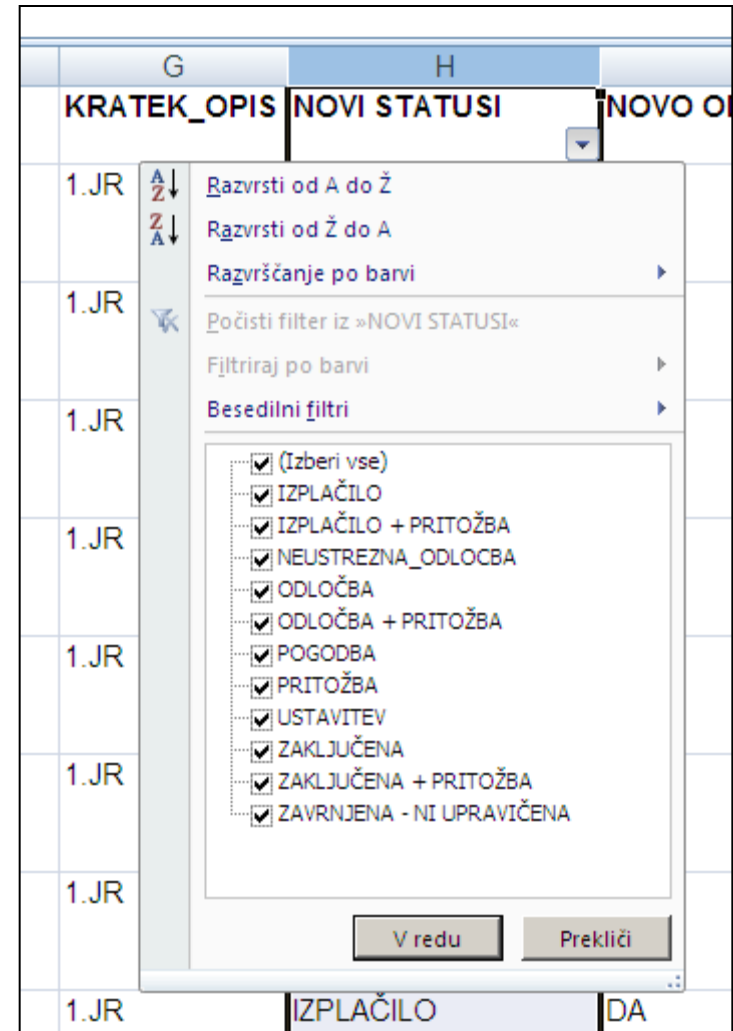 G H
KRATEK_OPIS NOVI STATUSI NOVO
1.JR
Razvrsti od A do Ž
Razvrsti od Ž do A
Razvrščanje po barvi
1.JR
Počisti filter iz »NOVI STATUSI«
Filtriraj po barvi
1.JR
Besedilni filtri
(Izberi vse)
IZPLAČILO
1.JR
IZPLAČILO + PRITOŽBA
NEUSTREZNA_ODLOCBA
ODLOČBA
ODLOČBA + PRITOŽBA
1.JR
POGODBA
PRITOŽBA
USTAVITEV
ZAKLJUČENA
1.JR
ZAKLJUČENA + PRITOŽBA
ZAVRNJENA - NI UPRAVIČENA
1.JR
V redu Prekliči
1.JR IZPLAČILO DA